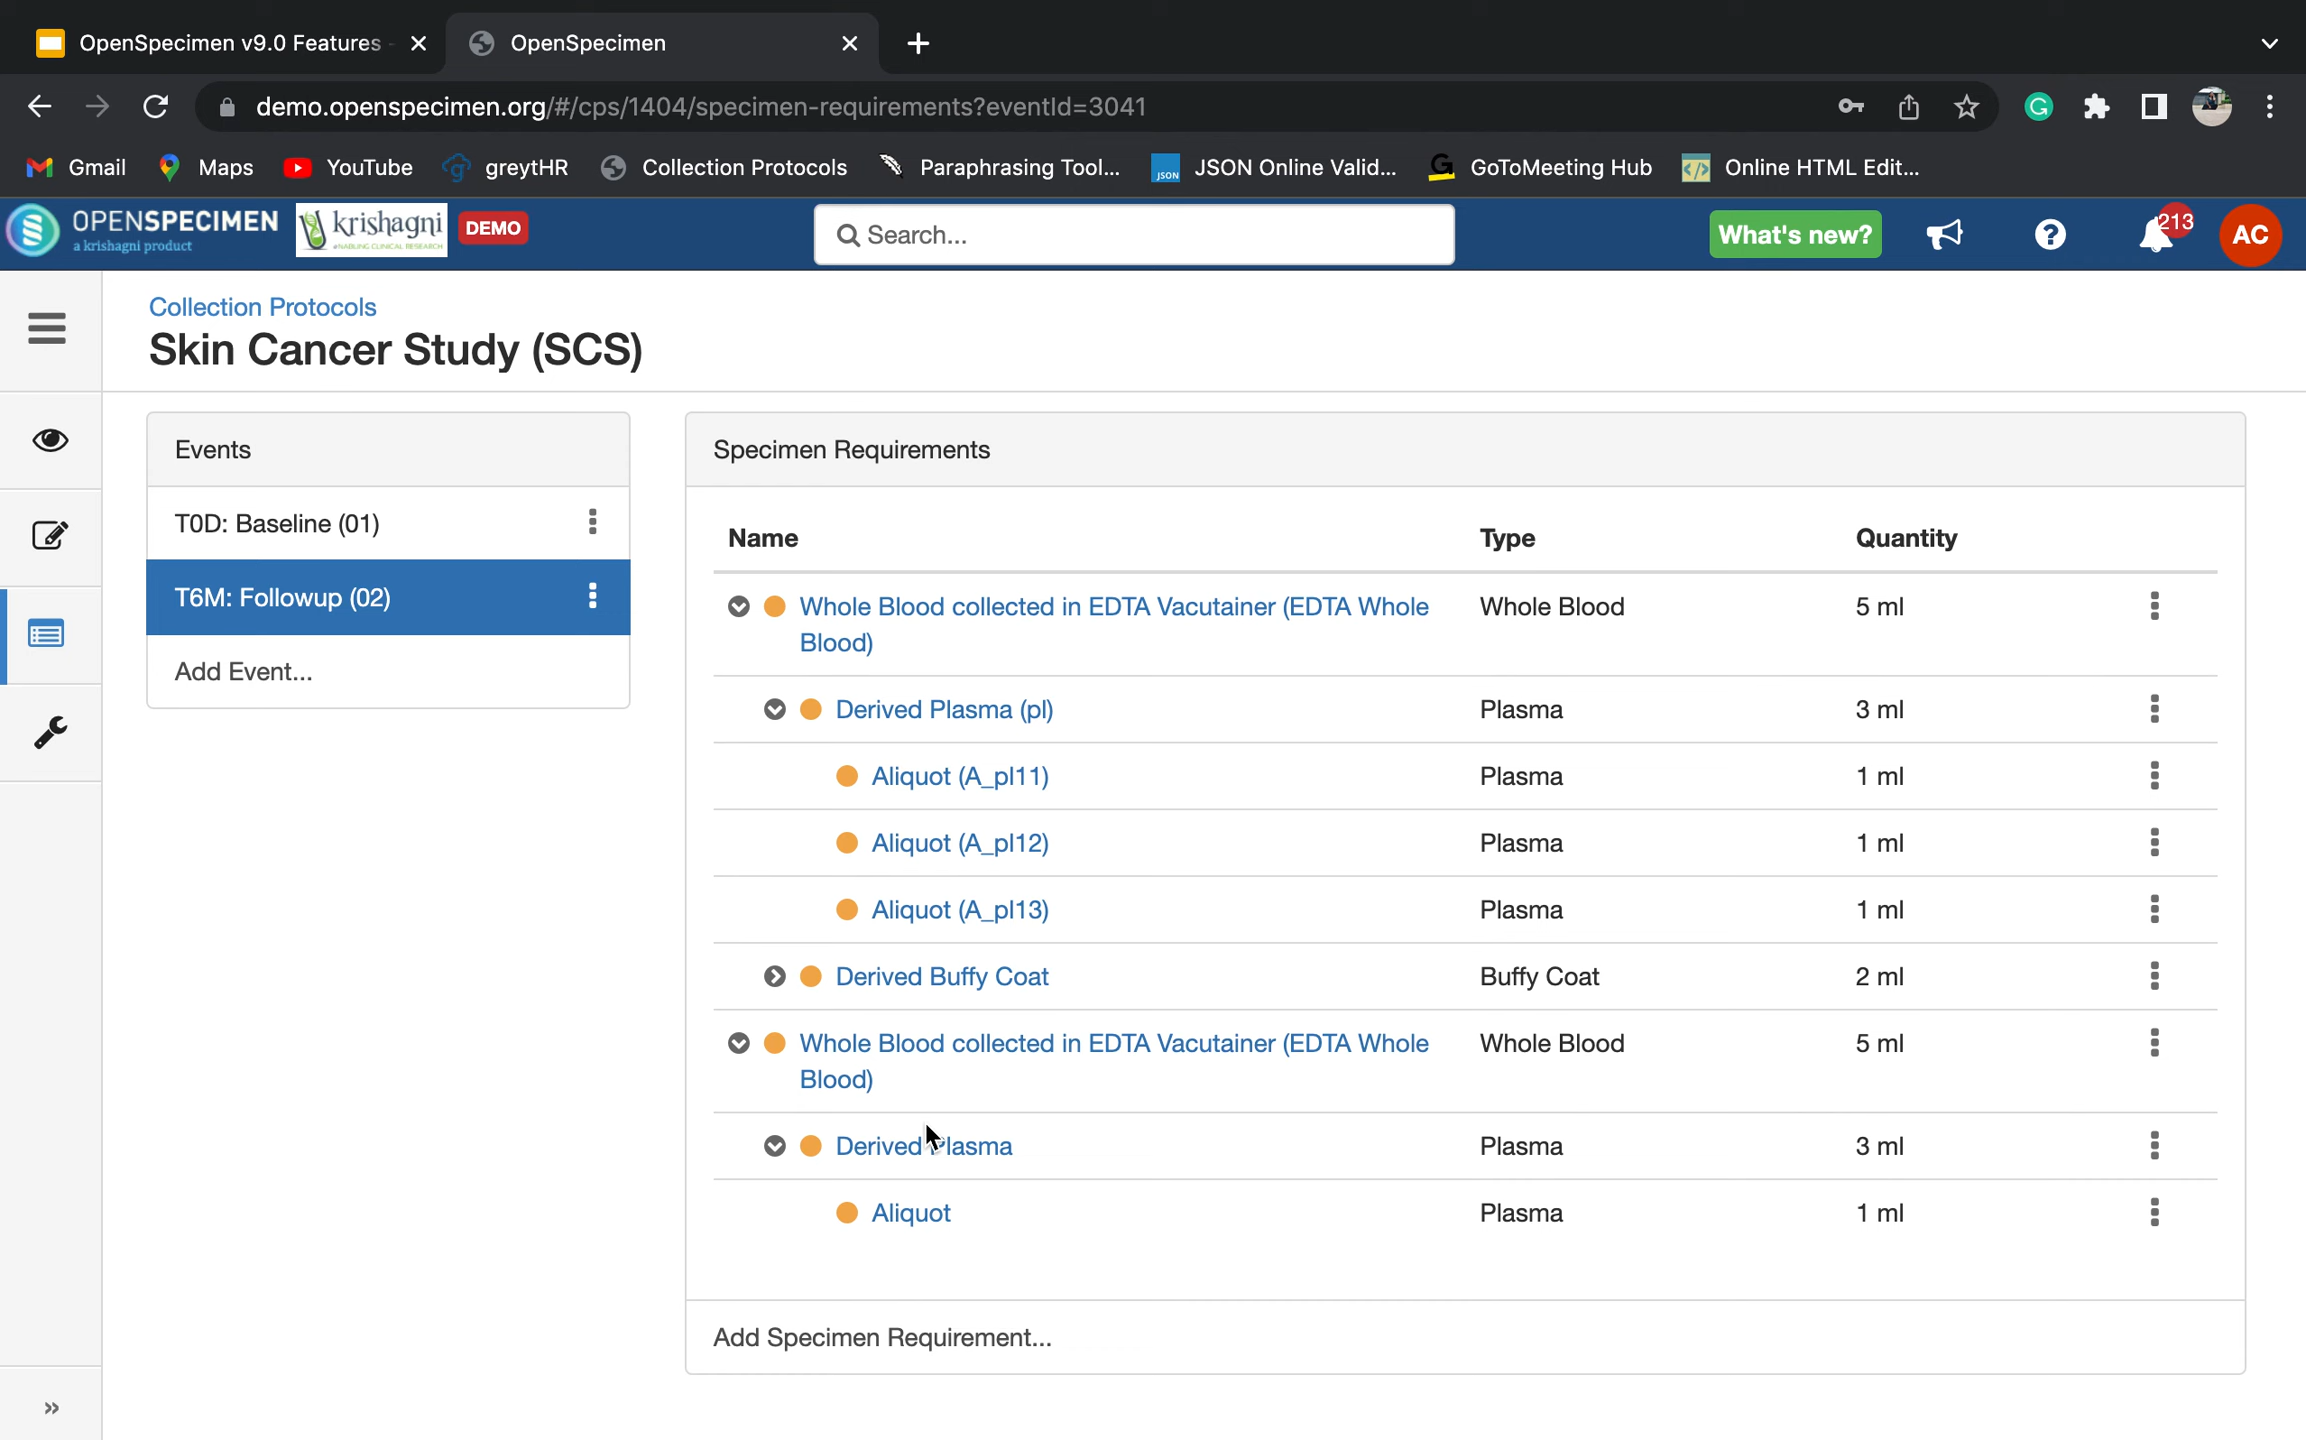 OpenSpecimen v9.0 Features -
OpenSpecimen
demo.openspecimen.org/#/cps/1404/specimen-requirements?eventId=3041
Gmail
Maps
YouTube
greytHR
Collection Protocols
Paraphrasing Tool...
JSON Online Valid...
GoToMeeting Hub
Online HTML Edit...
OPENSPECIMEN
a krishagni product
krishagni
#NABLING CLINICAL RESEARCH
DEMO
Search...
What's new?
213
AC
Collection Protocols
Skin Cancer Study (SCS)
Events
T0D: Baseline (01)
T6M: Followup (02)
Add Event...
Specimen Requirements
Name Type Quantity
Whole Blood collected in EDTA Vacutainer (EDTA Whole Whole Blood 5 ml
Blood)
Derived Plasma (pl) Plasma 3 ml
Aliquot (A_pl11) Plasma 1 ml
Aliquot (A_pl12) Plasma 1 ml
Aliquot (A_pl13) Plasma 1 ml
Derived Buffy Coat Buffy Coat 2 ml
Whole Blood collected in EDTA Vacutainer (EDTA Whole Whole Blood 5 ml
Blood)
Derived Plasma Plasma 3 ml
Aliquot Plasma 1 ml
Add Specimen Requirement...